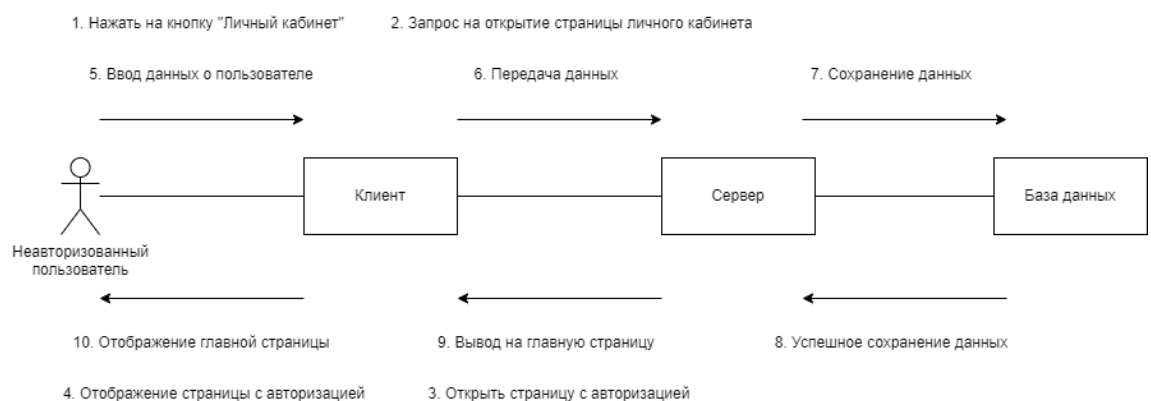 1. Нажать на кнопку "Личный кабинет"
2. Запрос на открытие страницы личного кабинета
5. Ввод данных о пользователе
6. Передача данных
7. Сохранение данных
Клиент
Сервер
База данных
Неавторизованный
пользователь
10. Отображение главной страницы
9. Вывод на главную страницу
8. Успешное сохранение данных
4. Отображение страницы с авторизацией
3. Открыть страницу с авторизацией